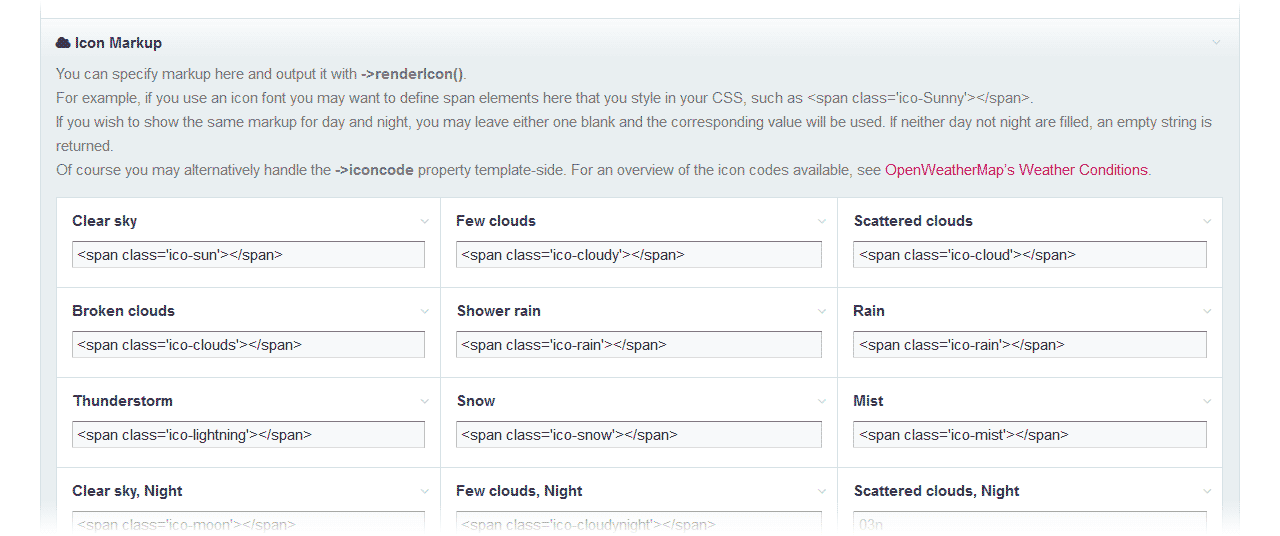 Icon Markup
You can specify markup here and output it with ->renderIcon().
For example, if you use an icon font you may want to define span elements here that you style in your CSS, such as <span class='ico-Sunny'></span>.
If you wish to show the same markup for day and night, you may leave either one blank and the corresponding value will be used. If neither day not night are filled, an empty string is
returned.
Of course you may alternatively handle the ->iconcode property template-side. For an overview of the icon codes available, see OpenWeatherMap's Weather Conditions.
Clear sky Few clouds Scattered clouds
<span class='ico-sun'></span> <span class='ico-cloudy'></span> <span class='ico-cloud'></span>
Broken clouds Shower rain Rain
<span class='ico-clouds'></span> <span class='ico-rain'></span> <span class='ico-rain'></span>
Thunderstorm Snow Mist
<span class='ico-lightning'></span> <span class='ico-snow'></span> <span class='ico-mist'></span>
Clear sky, Night Few clouds, Night Scattered clouds, Night
<span class='ico-moon'></span> <span class='ico-cloudynight'></span> 03n